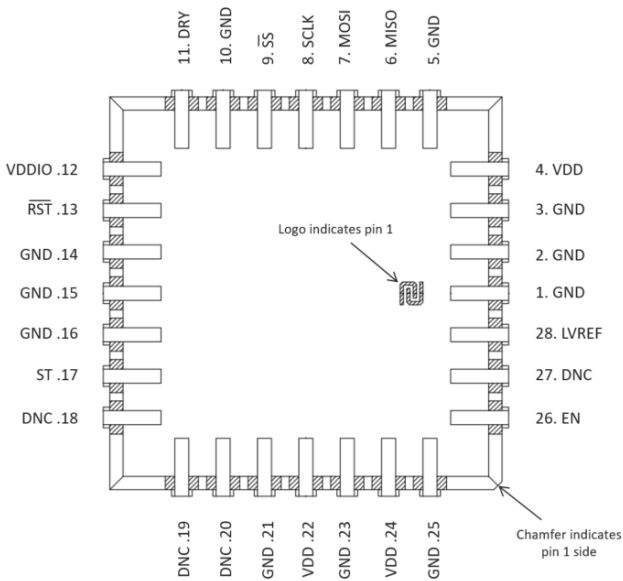 11. DRY
10. GND
9. S̅S̅
8. SCLK
7. MOSI
6. MISO
5. GND
VDDIO .12
R̅S̅T̅ .13
GND .14
GND .15
GND .16
ST .17
DNC .18
Logo indicates pin 1
4. VDD
3. GND
2. GND
1. GND
28. LVREF
27. DNC
26. EN
DNC .19
DNC .20
GND .21
VDD .22
GND .23
VDD .24
GND .25
Chamfer indicates
pin 1 side